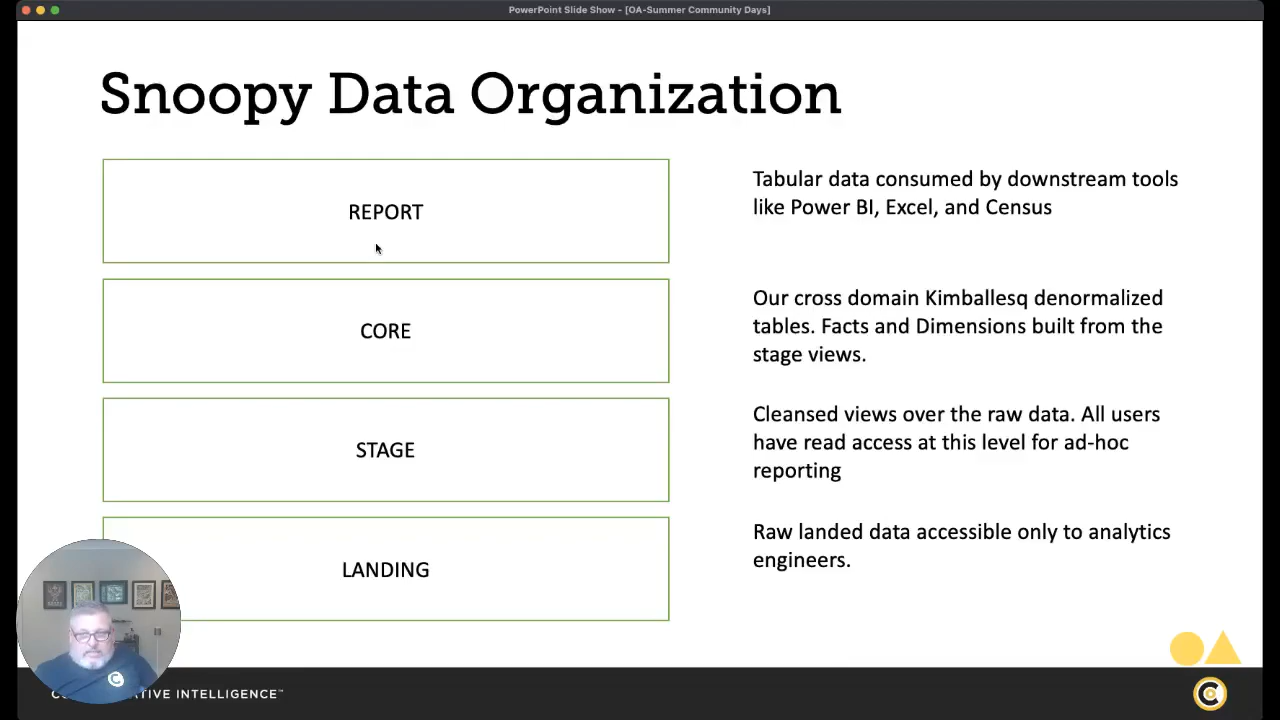 PowerPoint Slide Show - [OA-Summer Community Days]
Snoopy Data Organization
REPORT
Tabular data consumed by downstream tools
like Power BI, Excel, and Census
CORE
Our cross domain Kimballesq denormalized
tables. Facts and Dimensions built from the
stage views.
STAGE
Cleansed views over the raw data. All users
have read access at this level for ad-hoc
reporting
LANDING
Raw landed data accessible only to analytics
engineers.
INTELLIGENCE™